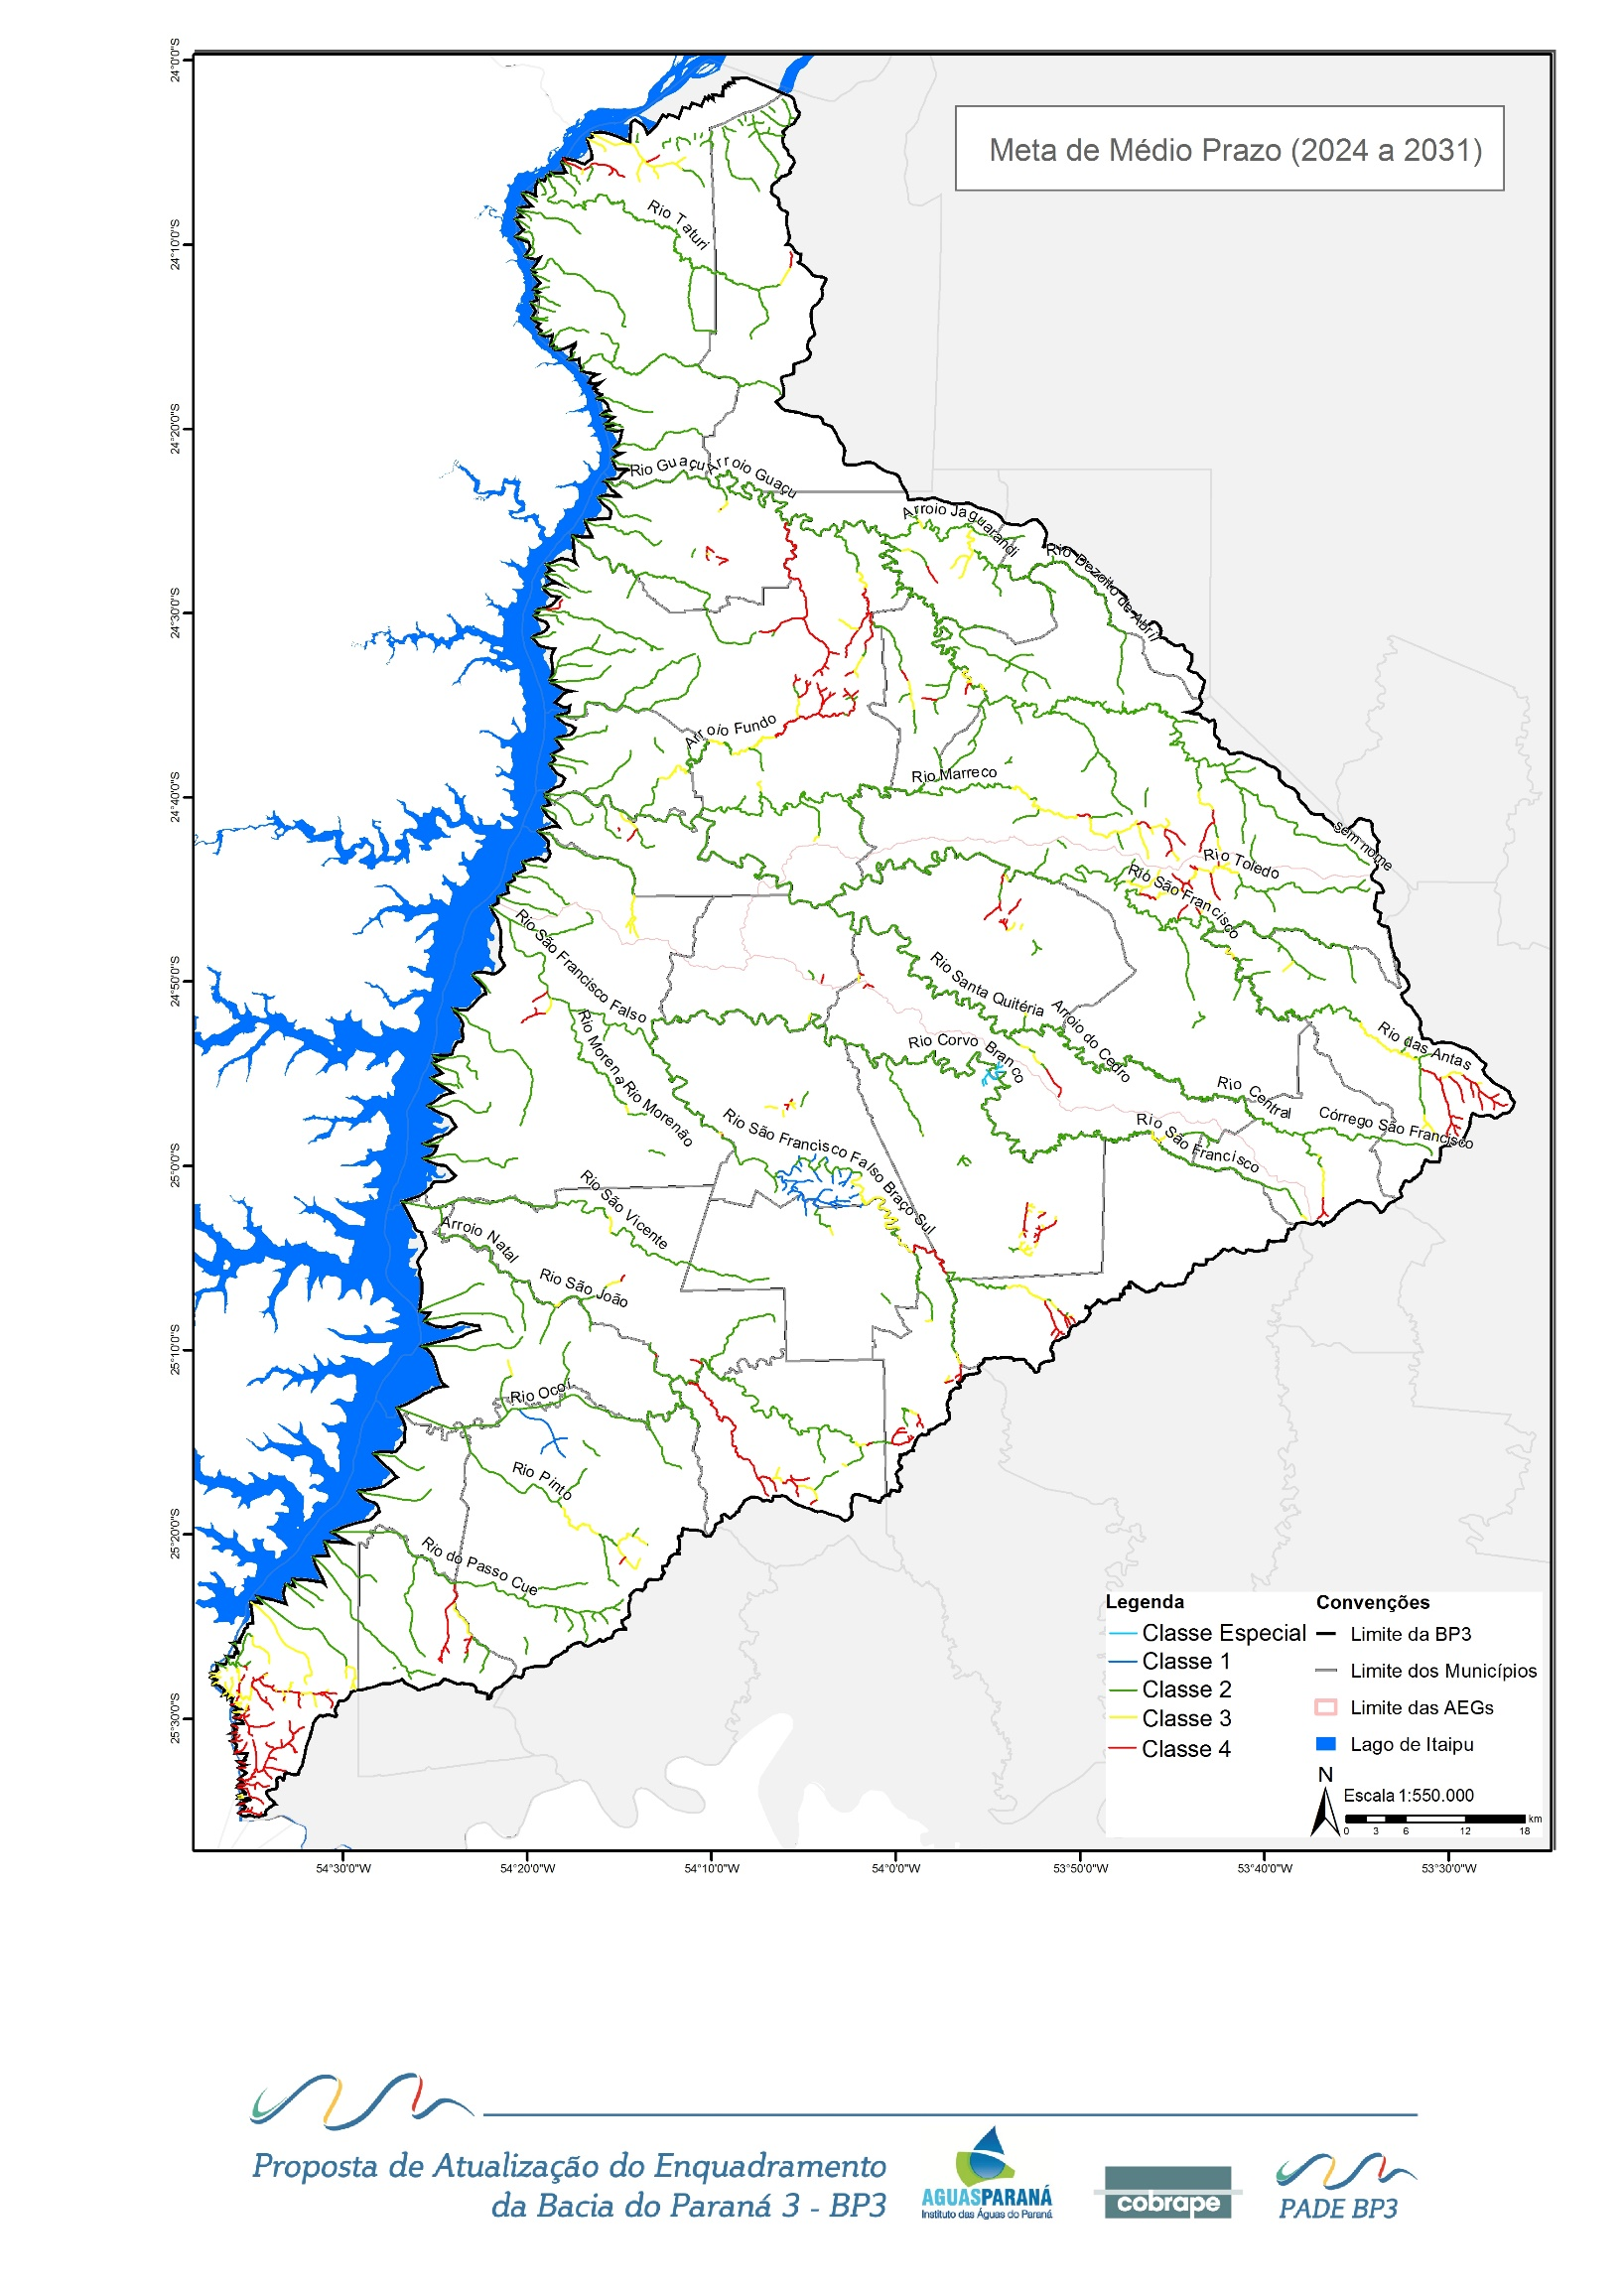 Meta de Médio Prazo (2024 a 2031)
24°0'0"S
24°10'0"S
24°20'0"S
24°30'0"S
24°40'0"S
24°50'0"S
25°0'0"S
25°10'0"S
25°20'0"S
25°30'0"S
Rio Taturi
Rio Guaçu
Arroio Guaçu
Arroio Jaguarandi
Rio Dezoito de Abril
Arroio Fundo
Rio Marreco
Sem nome
Rio Toledo
Rio São Francisco
Rio São Francisco Falso
Rio Santa Quitéria
Arroio do Cedro
Rio Moreno
Rio Corvo Branco
Rio das Antas
Rio Morenão
Rio Central
Córrego São Francisco
Rio São Francisco Falso Braço Sul
Rio São Francisco
Rio São Vicente
Arroio Natal
Rio São João
Rio Ocoí
Rio Pinto
Rio do Passo Cue
Legenda
Classe Especial
Classe 1
Classe 2
Classe 3
Classe 4
Convenções
Limite da BP3
Limite dos Municípios
Limite das AEGs
Lago de Itaipu
N
Escala 1:550.000
km
0 3 6 12 18
54°30'0"W 54°20'0"W 54°10'0"W 54°0'0"W 53°50'0"W 53°40'0"W 53°30'0"W
Proposta de Atualização do Enquadramento
da Bacia do Paraná 3 - BP3
AGUASPARANÁ
Instituto das Águas do Paraná
cobrape
PADE BP3